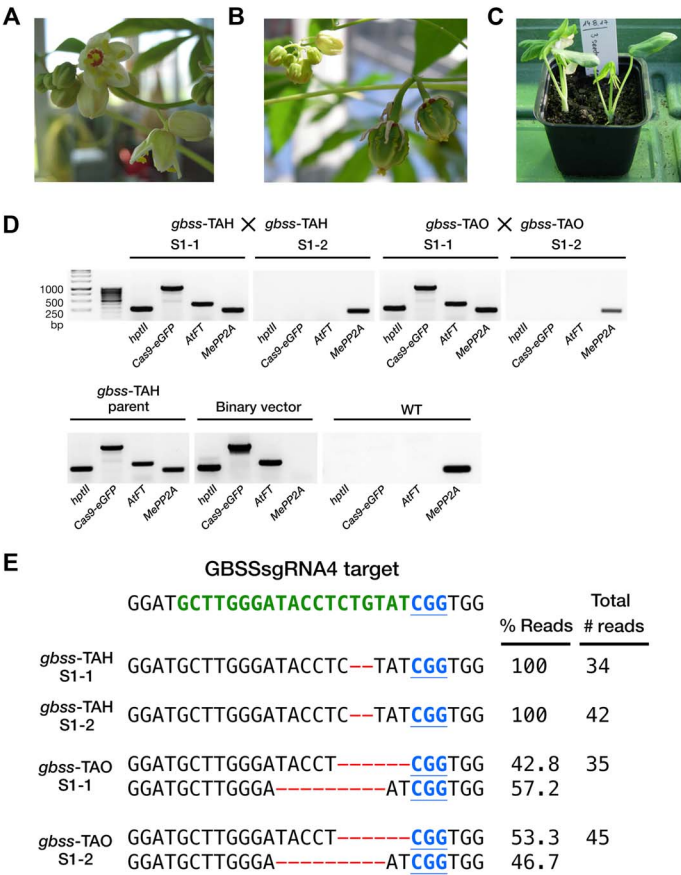 A
B
C
D
gbss-TAH × gbss-TAH
S1-1 S1-2
gbss-TAO × gbss-TAO
S1-1 S1-2
1000
500
250
bp
hptII Cas9-eGFP AtFT MePP2A hptII Cas9-eGFP AtFT MePP2A hptII Cas9-eGFP AtFT MePP2A hptII Cas9-eGFP AtFT MePP2A
gbss-TAH
parent
Binary vector
WT
hptII Cas9-eGFP AtFT MePP2A hptII Cas9-eGFP AtFT MePP2A hptII Cas9-eGFP AtFT MePP2A
E
GBSSsgRNA4 target
GGATGCTTGGGATACCTCTGTATCGGTGG
% Reads
Total
# reads
gbss-TAH
S1-1
GGATGCTTGGGATACCTC--TATCGGTGG 100 34
gbss-TAH
S1-2
GGATGCTTGGGATACCTC--TATCGGTGG 100 42
gbss-TAO
S1-1
GGATGCTTGGGATACCT------CGGTGG 42.8 35
GGATGCTTGGGA---------ATCGGTGG 57.2
gbss-TAO
S1-2
GGATGCTTGGGATACCT------CGGTGG 53.3 45
GGATGCTTGGGA---------ATCGGTGG 46.7